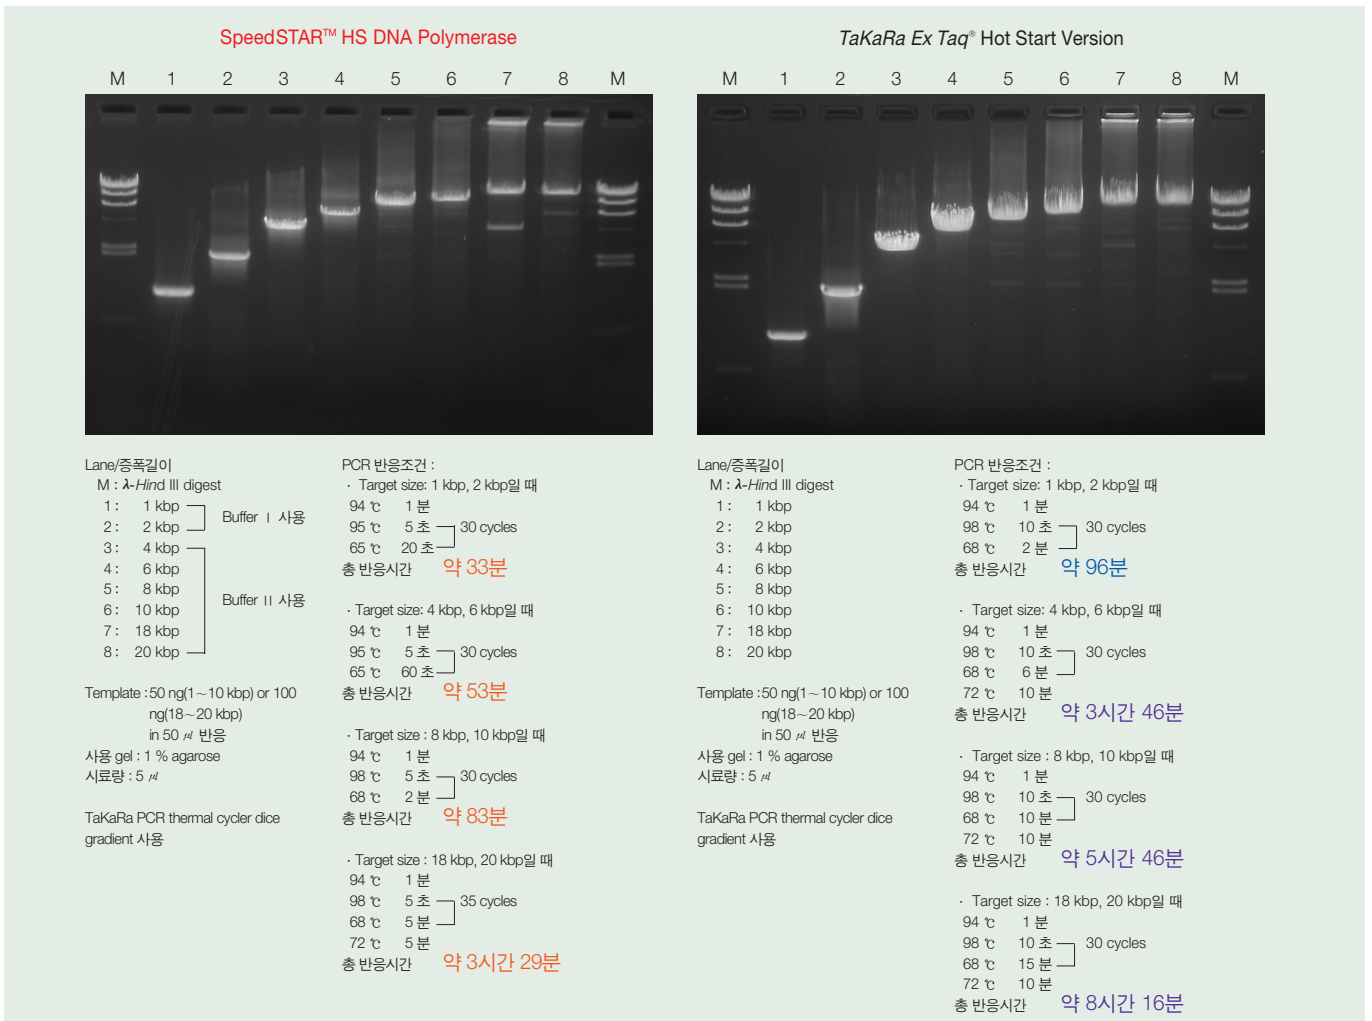 SpeedSTAR™ HS DNA Polymerase
M 1 2 3 4 5 6 7 8 M
Lane/증폭길이
M : λ-Hind III digest
1 : 1 kbp
2 : 2 kbp
Buffer Ⅰ 사용
3 : 4 kbp
4 : 6 kbp
5 : 8 kbp
6 : 10 kbp
7 : 18 kbp
8 : 20 kbp
Buffer II 사용
Template : 50 ng(1~10 kbp) or 100
ng(18~20 kbp)
in 50 ㎕ 반응
사용 gel : 1 % agarose
시료량 : 5 ㎕
TaKaRa PCR thermal cycler dice
gradient 사용
PCR 반응조건 :
· Target size: 1 kbp, 2 kbp일 때
94 ℃ 1 분
95 ℃ 5 초 30 cycles
65 ℃ 20 초
총 반응시간 약 33분
· Target size: 4 kbp, 6 kbp일 때
94 ℃ 1 분
95 ℃ 5 초 30 cycles
65 ℃ 60 초
총 반응시간 약 53분
· Target size : 8 kbp, 10 kbp일 때
94 ℃ 1 분
98 ℃ 5 초 30 cycles
68 ℃ 2 분
총 반응시간 약 83분
· Target size : 18 kbp, 20 kbp일 때
94 ℃ 1 분
98 ℃ 5 초 35 cycles
68 ℃ 5 분
72 ℃ 5 분
총 반응시간 약 3시간 29분
TaKaRa Ex Taq® Hot Start Version
M 1 2 3 4 5 6 7 8 M
Lane/증폭길이
M : λ-Hind III digest
1 : 1 kbp
2 : 2 kbp
3 : 4 kbp
4 : 6 kbp
5 : 8 kbp
6 : 10 kbp
7 : 18 kbp
8 : 20 kbp
Template : 50 ng(1~10 kbp) or 100
ng(18~20 kbp)
in 50 ㎕ 반응
사용 gel : 1 % agarose
시료량 : 5 ㎕
TaKaRa PCR thermal cycler dice
gradient 사용
PCR 반응조건 :
· Target size: 1 kbp, 2 kbp일 때
94 ℃ 1 분
98 ℃ 10 초 30 cycles
68 ℃ 2 분
총 반응시간 약 96분
· Target size: 4 kbp, 6 kbp일 때
94 ℃ 1 분
98 ℃ 10 초 30 cycles
68 ℃ 6 분
72 ℃ 10 분
총 반응시간 약 3시간 46분
· Target size : 8 kbp, 10 kbp일 때
94 ℃ 1 분
98 ℃ 10 초 30 cycles
68 ℃ 10 분
72 ℃ 10 분
총 반응시간 약 5시간 46분
· Target size : 18 kbp, 20 kbp일 때
94 ℃ 1 분
98 ℃ 10 초 30 cycles
68 ℃ 15 분
72 ℃ 10 분
총 반응시간 약 8시간 16분